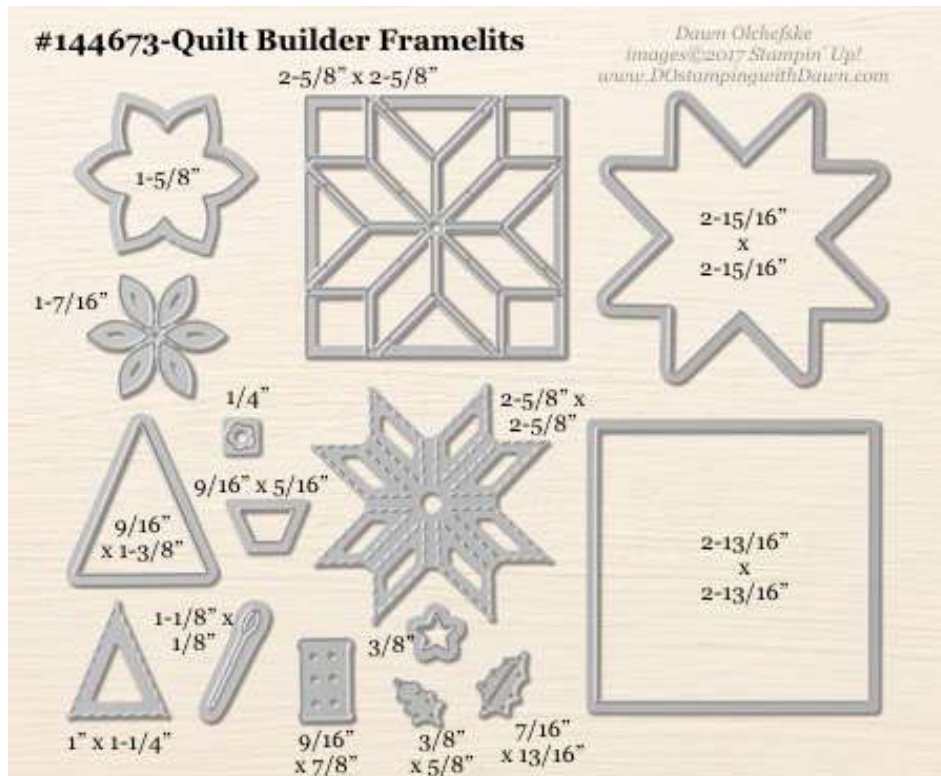 #144673-Quilt Builder Framelits
Dawn Olchefske
images©2017 Stampin' Up!
www.DOstampingwithDawn.com
2-5/8" x 2-5/8"
1-5/8"
2-15/16"
x
2-15/16"
1-7/16"
1/4"
2-5/8" x
2-5/8"
9/16" x 5/16"
9/16"
x 1-3/8"
2-13/16"
x
2-13/16"
1-1/8" x
1/8"
3/8"
1" x 1-1/4"
9/16"
x 7/8"
3/8"
x 5/8"
7/16"
x 13/16"